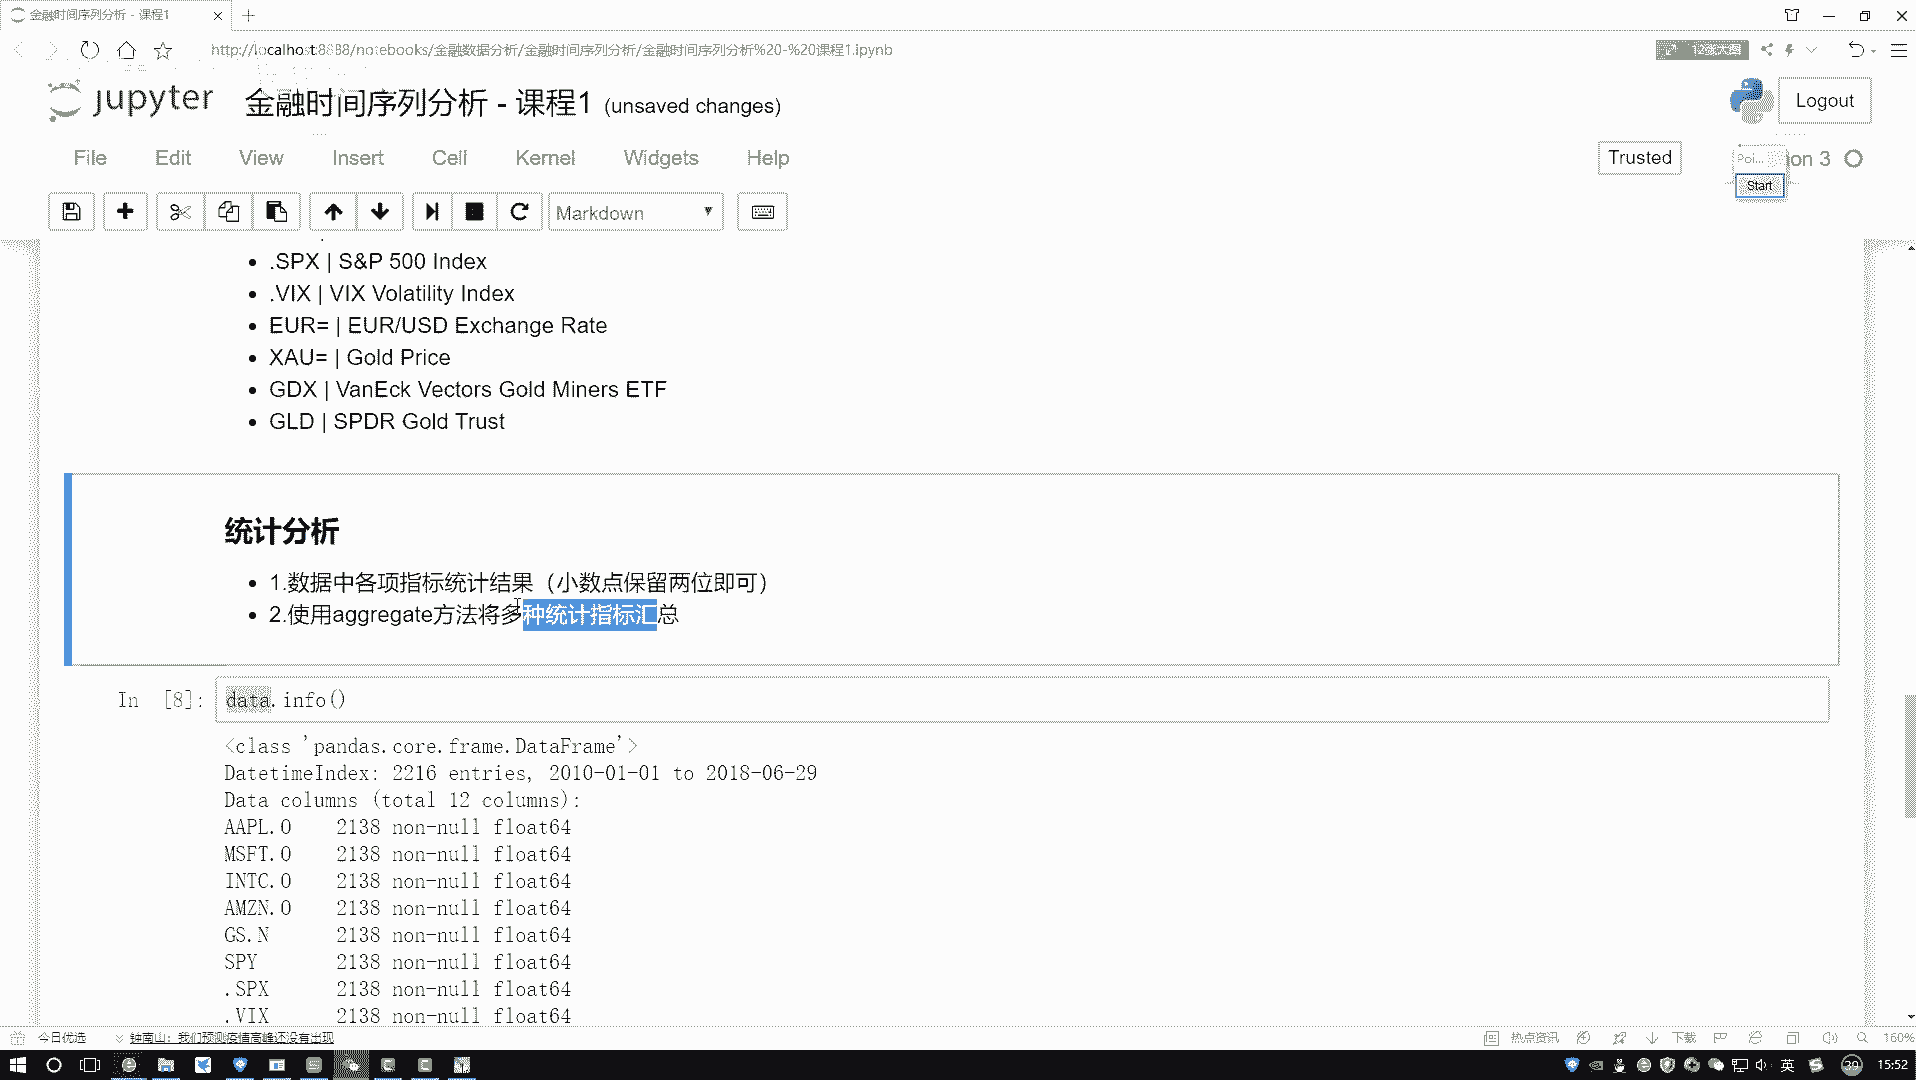 金融时间序列分析 - 课程1
http://localhost:8888/notebooks/金融数据分析/金融时间序列分析/金融时间序列分析%20-%20课程1.ipynb
12张大图
jupyter 金融时间序列分析 - 课程1 (unsaved changes)
Logout
File Edit View Insert Cell Kernel Widgets Help
Trusted
Poi... on 3
Start
Markdown
.SPX | S&P 500 Index
.VIX | VIX Volatility Index
EUR= | EUR/USD Exchange Rate
XAU= | Gold Price
GDX | VanEck Vectors Gold Miners ETF
GLD | SPDR Gold Trust
统计分析
1.数据中各项指标统计结果（小数点保留两位即可）
2.使用aggregate方法将多种统计指标汇总
In [8]: data.info()
<class 'pandas.core.frame.DataFrame'>
DatetimeIndex: 2216 entries, 2010-01-01 to 2018-06-29
Data columns (total 12 columns):
AAPL.O 2138 non-null float64
MSFT.O 2138 non-null float64
INTC.O 2138 non-null float64
AMZN.O 2138 non-null float64
GS.N 2138 non-null float64
SPY 2138 non-null float64
.SPX 2138 non-null float64
.VIX 2138 non-null float64
今日优选 钟南山：我们预测疫情高峰还没有出现
热点资讯 下载 160%
英 39 15:52